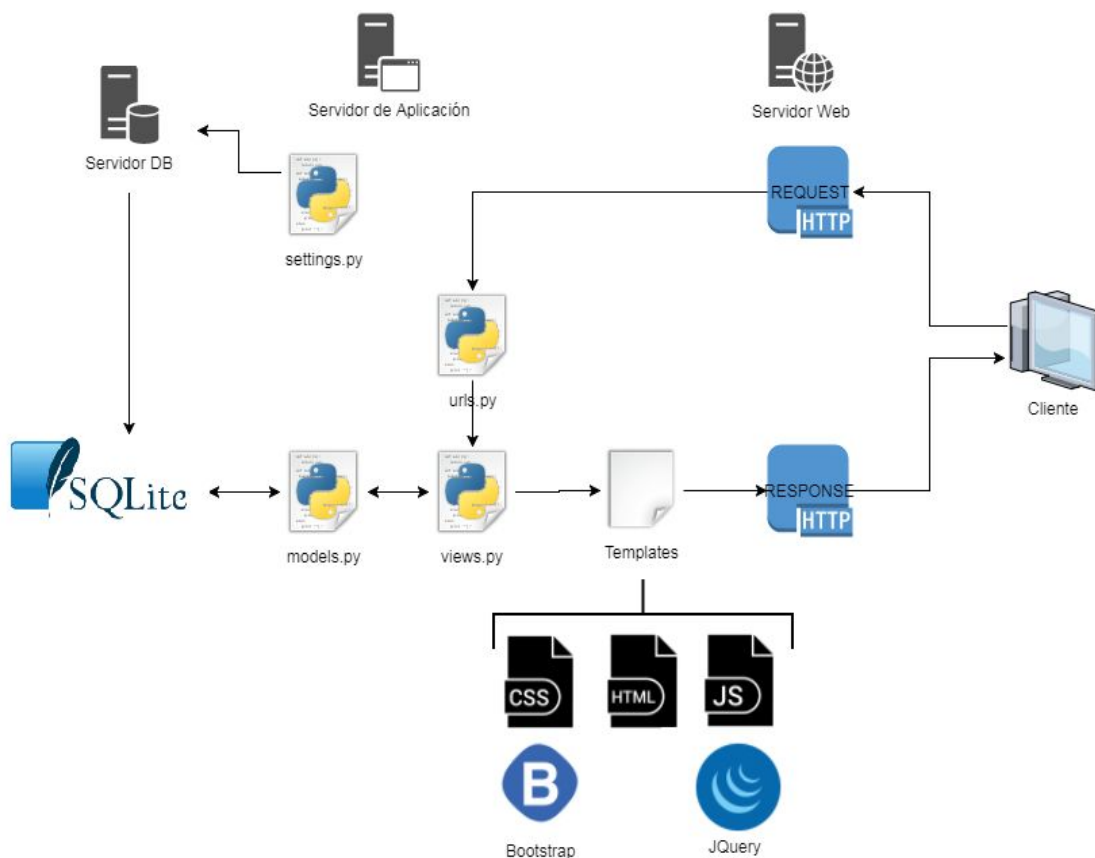 Servidor DB
Servidor de Aplicación
Servidor Web
REQUEST
HTTP
settings.py
urls.py
Cliente
SQLite
models.py
views.py
Templates
RESPONSE
HTTP
CSS
HTML
JS
B
Bootstrap
JQuery